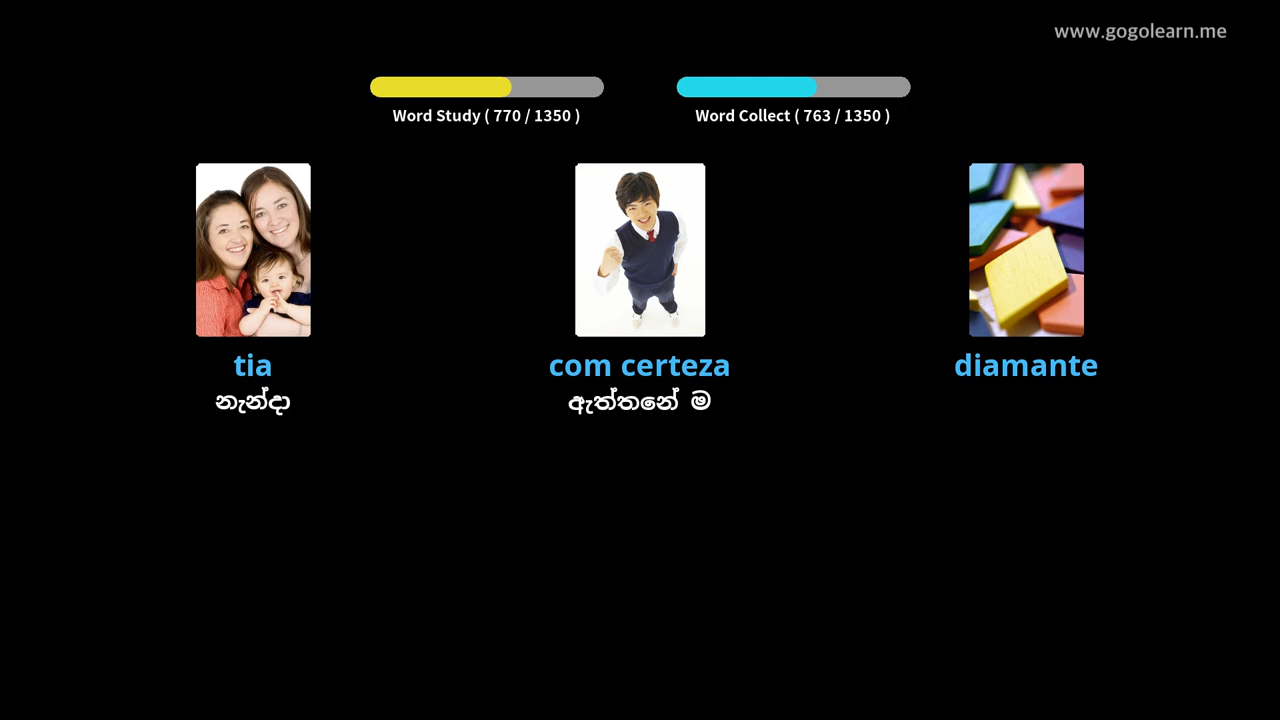 www.gogolearn.me
Word Study ( 770 / 1350 )
Word Collect ( 763 / 1350 )
tia
com certeza
diamante
නැන්දා
ඇත්තනේ ම